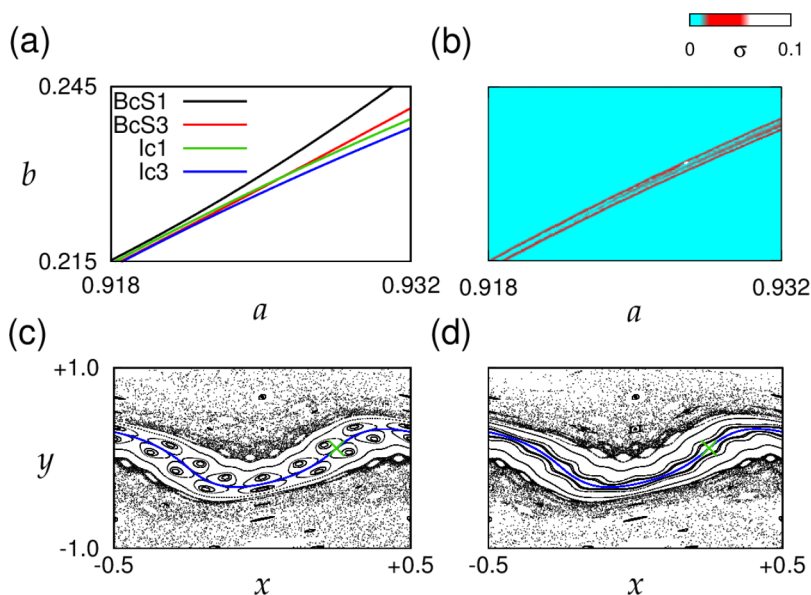 (a)
(b)
0 σ 0.1
0.245
BcS1
BcS3
Ic1
Ic3
b
0.215
0.918 0.932
a
0.918 0.932
a
(c)
(d)
+1.0
y
-1.0
-0.5 +0.5
x
-0.5 +0.5
x